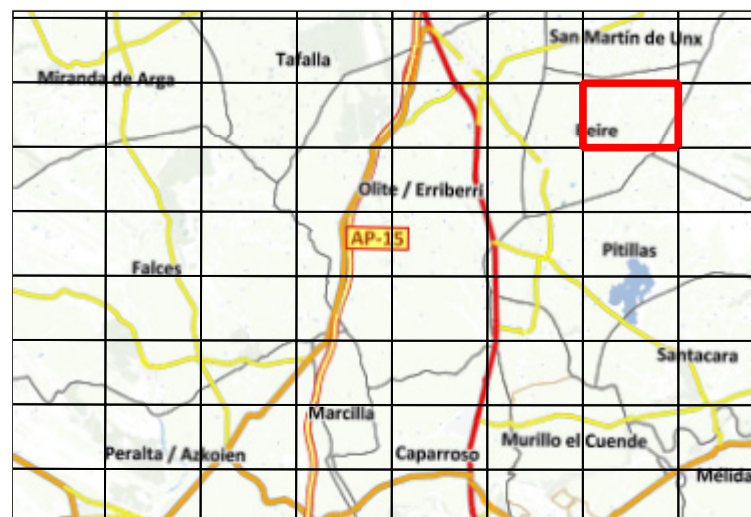 San Martín de Unx
Tafalla
Miranda de Arga
Beire
Olite / Erriberri
AP-15
Pitillas
Falces
Santacara
Marcilla
Murillo el Cuende
Peralta / Azkoien
Caparroso
Mélida